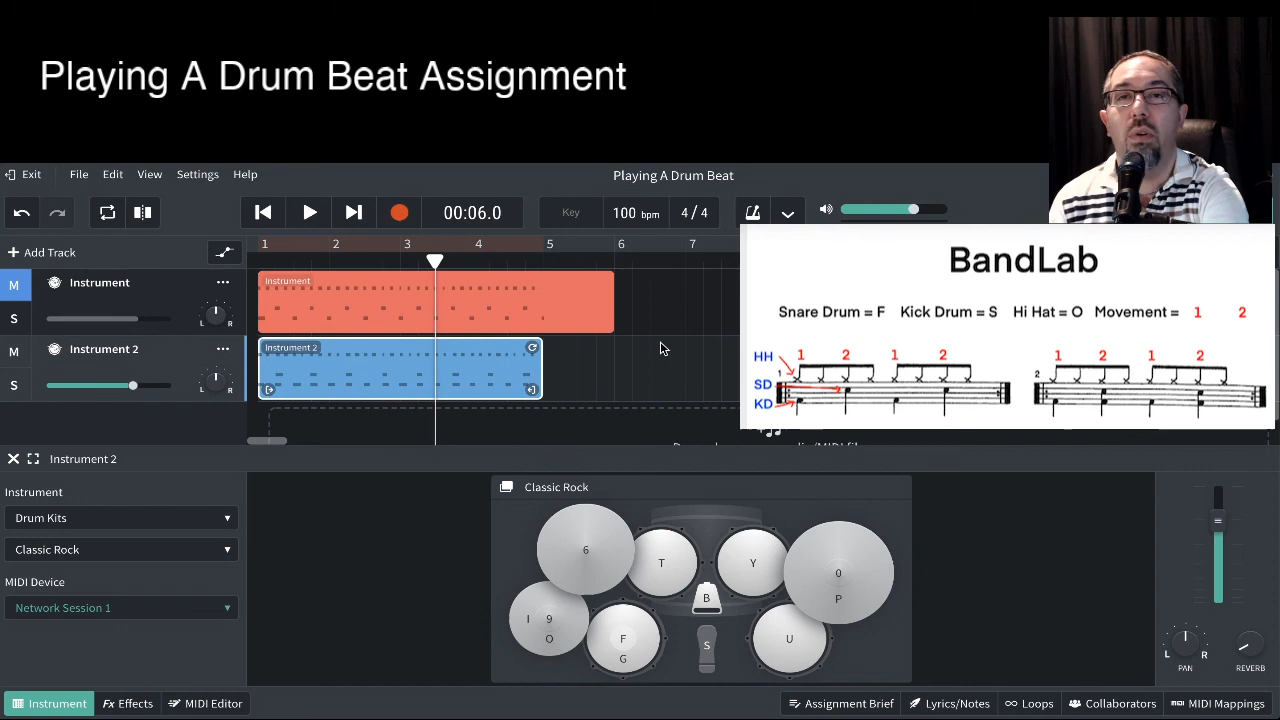 Playing A Drum Beat Assignment
Exit File Edit View Settings Help
Playing A Drum Beat
00:06.0
Key
100 bpm
4 / 4
BandLab
Snare Drum = F Kick Drum = S Hi Hat = O Movement = 1 2
HH 1 2 1 2 1 2 1 2
1 2
SD
KD
+ Add Track
1 2 3 4 5 6 7
M Instrument ...
S L R
Instrument
M Instrument 2 ...
S
Instrument 2
Instrument 2
Instrument
Drum Kits
Classic Rock
MIDI Device
Network Session 1
Classic Rock
6 T Y 0
P
B
I 9
O
F
G
S
U
L R
PAN
REVERB
Instrument
Fx Effects
MIDI Editor
Assignment Brief
Lyrics/Notes
Loops
Collaborators
MIDI Mappings